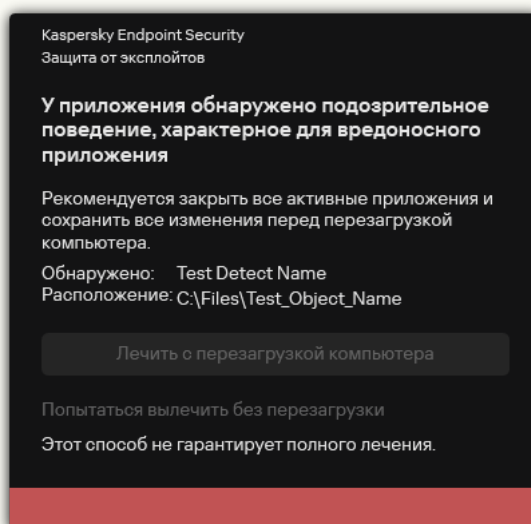 Kaspersky Endpoint Security
Защита от эксплойтов
У приложения обнаружено подозрительное
поведение, характерное для вредоносного
приложения
Рекомендуется закрыть все активные приложения и
сохранить все изменения перед перезагрузкой
компьютера.
Обнаружено: Test Detect Name
Расположение: C:\Files\Test_Object_Name
Лечить с перезагрузкой компьютера
Попытаться вылечить без перезагрузки
Этот способ не гарантирует полного лечения.